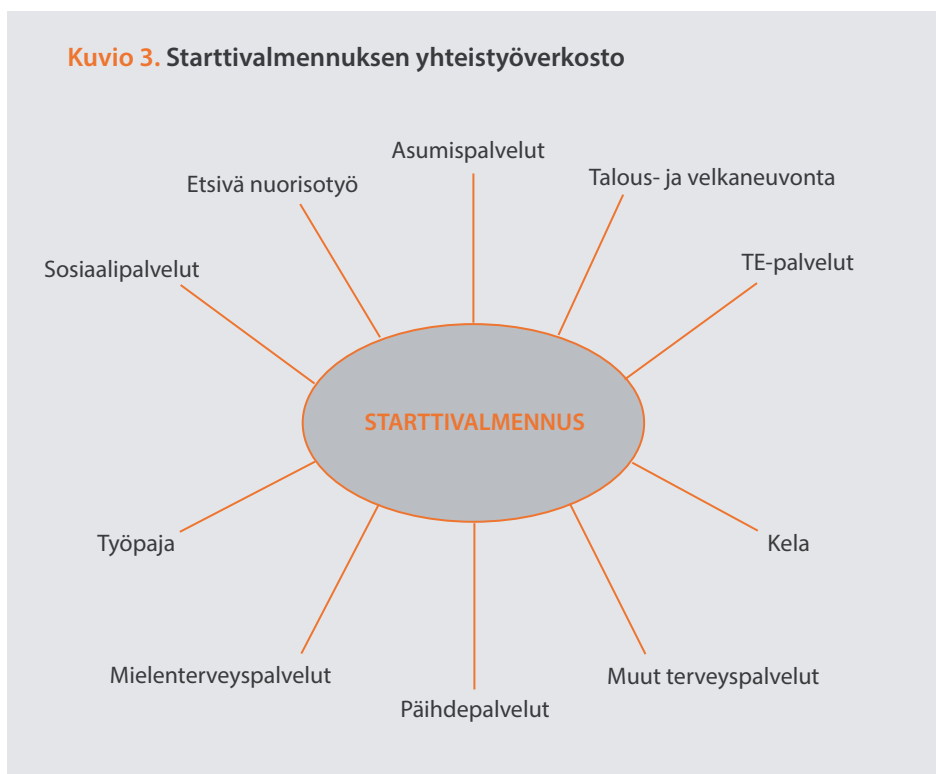 Kuvio 3. Starttivalmennuksen yhteistyöverkosto
Asumispalvelut
Etsivä nuorisotyö
Talous- ja velkaneuvonta
Sosiaalipalvelut
TE-palvelut
STARTTIVALMENNUS
Työpaja
Kela
Mielenterveyspalvelut
Muut terveyspalvelut
Päihdepalvelut